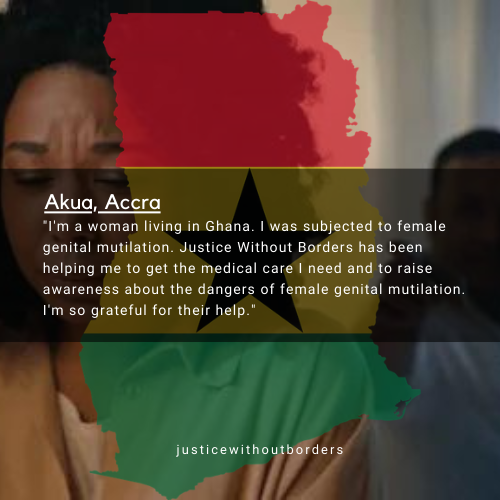 Akua, Accra
"I'm a woman living in Ghana. I was subjected to female
genital mutilation. Justice Without Borders has been
helping me to get the medical care I need and to raise
awareness about the dangers of female genital mutilation.
I'm so grateful for their help."
justicewithoutborders